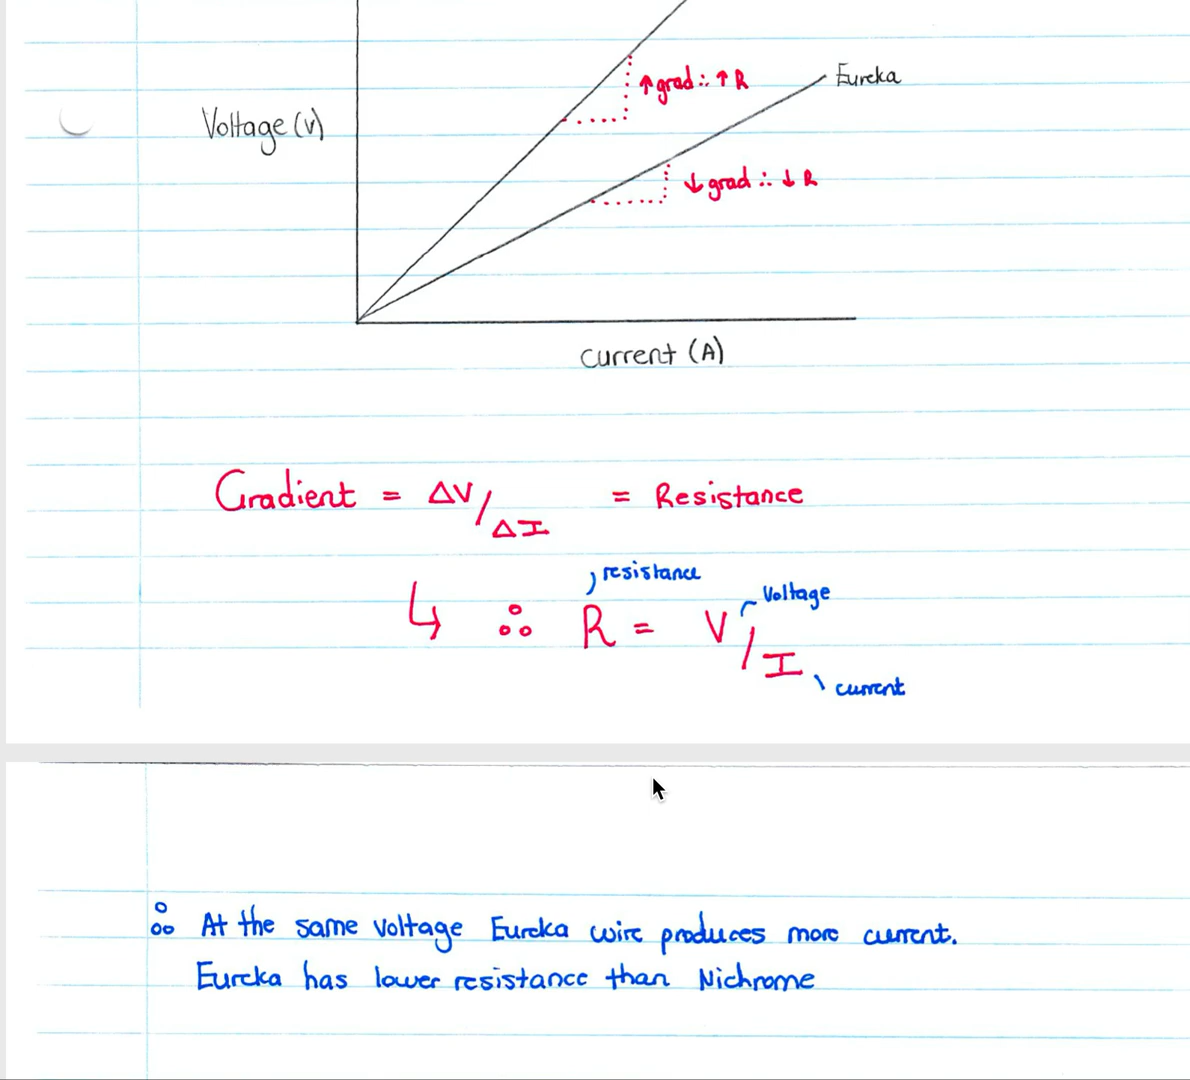 ↑ grad ∴ ↑ R
Eureka
Voltage (V)
↓ grad ∴ ↓ R
Current (A)
Gradient = ΔV/ΔI = Resistance
resistance
Voltage
↳ ∴ R = V/I
current
∴ At the same voltage Eureka wire produces more current.
Eureka has lower resistance than Nichrome